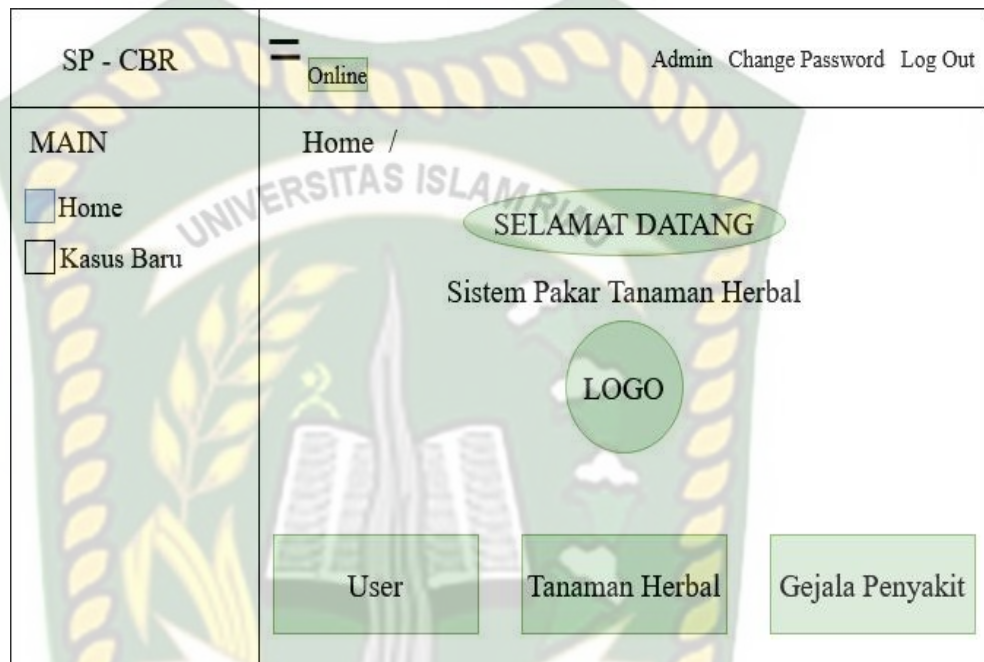 SP - CBR
Online
Admin Change Password Log Out
MAIN
Home
Kasus Baru
Home /
UNIVERSITAS ISLAM RIAU
SELAMAT DATANG
Sistem Pakar Tanaman Herbal
LOGO
User
Tanaman Herbal
Gejala Penyakit